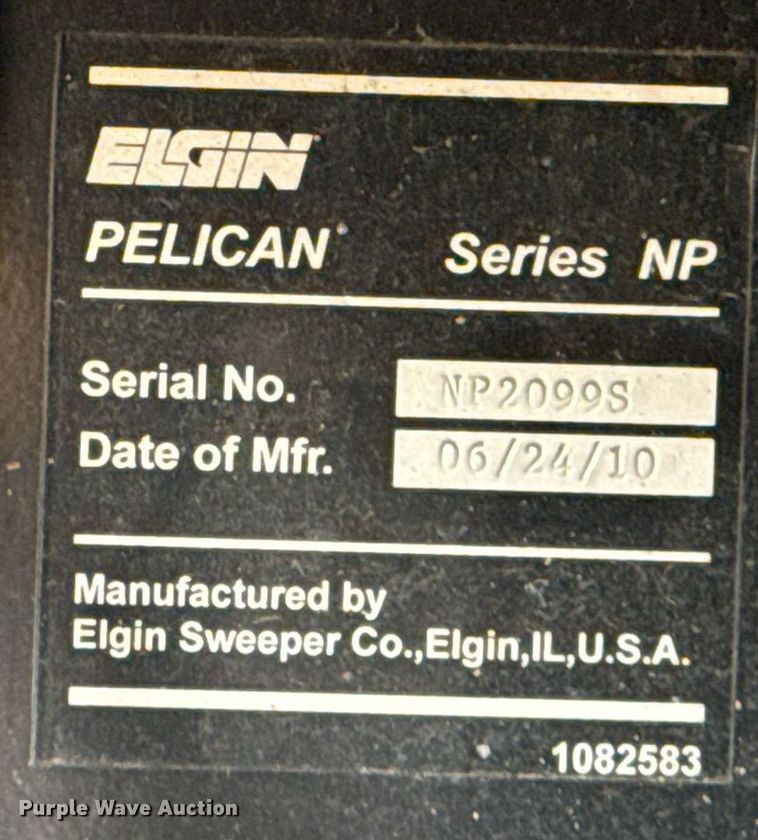 ELGIN
PELICAN® Series NP
Serial No. NP2099S
Date of Mfr. 06/24/10
Manufactured by
Elgin Sweeper Co.,Elgin,IL,U.S.A.
1082583
Purple Wave Auction